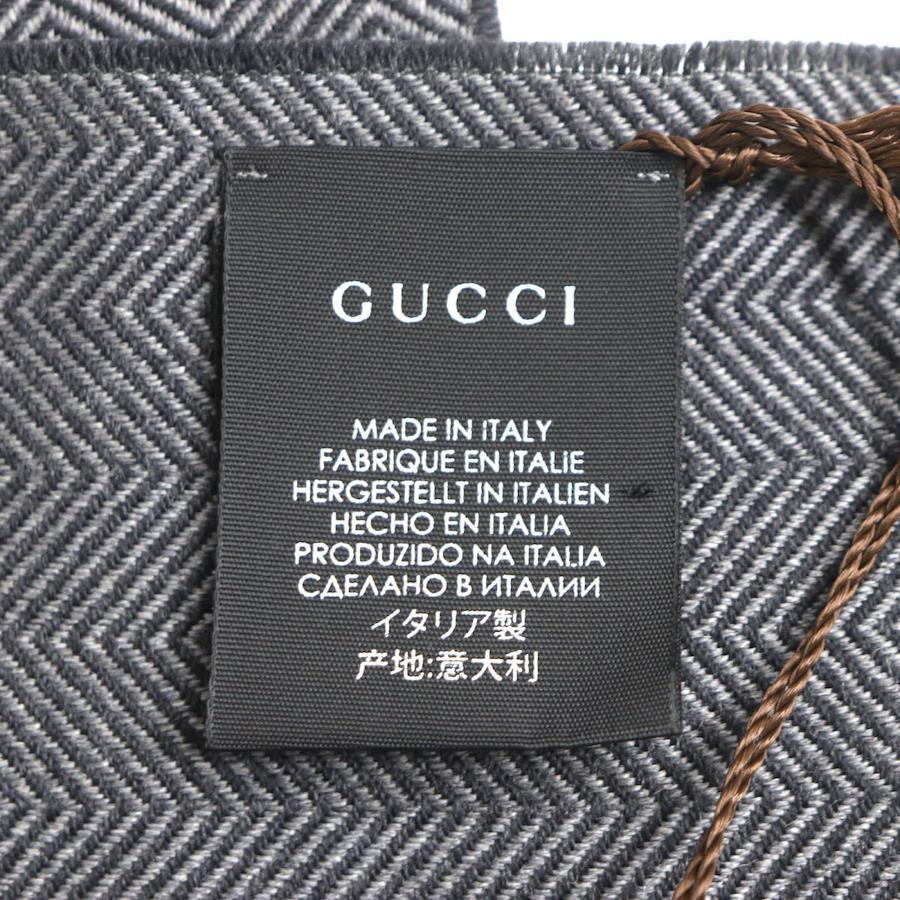 GUCCI
MADE IN ITALY
FABRIQUE EN ITALIE
HERGESTELLT IN ITALIEN
HECHO EN ITALIA
PRODUZIDO NA ITALIA
СДЕЛАНО В ИТАЛИИ
イタリア製
产地:意大利